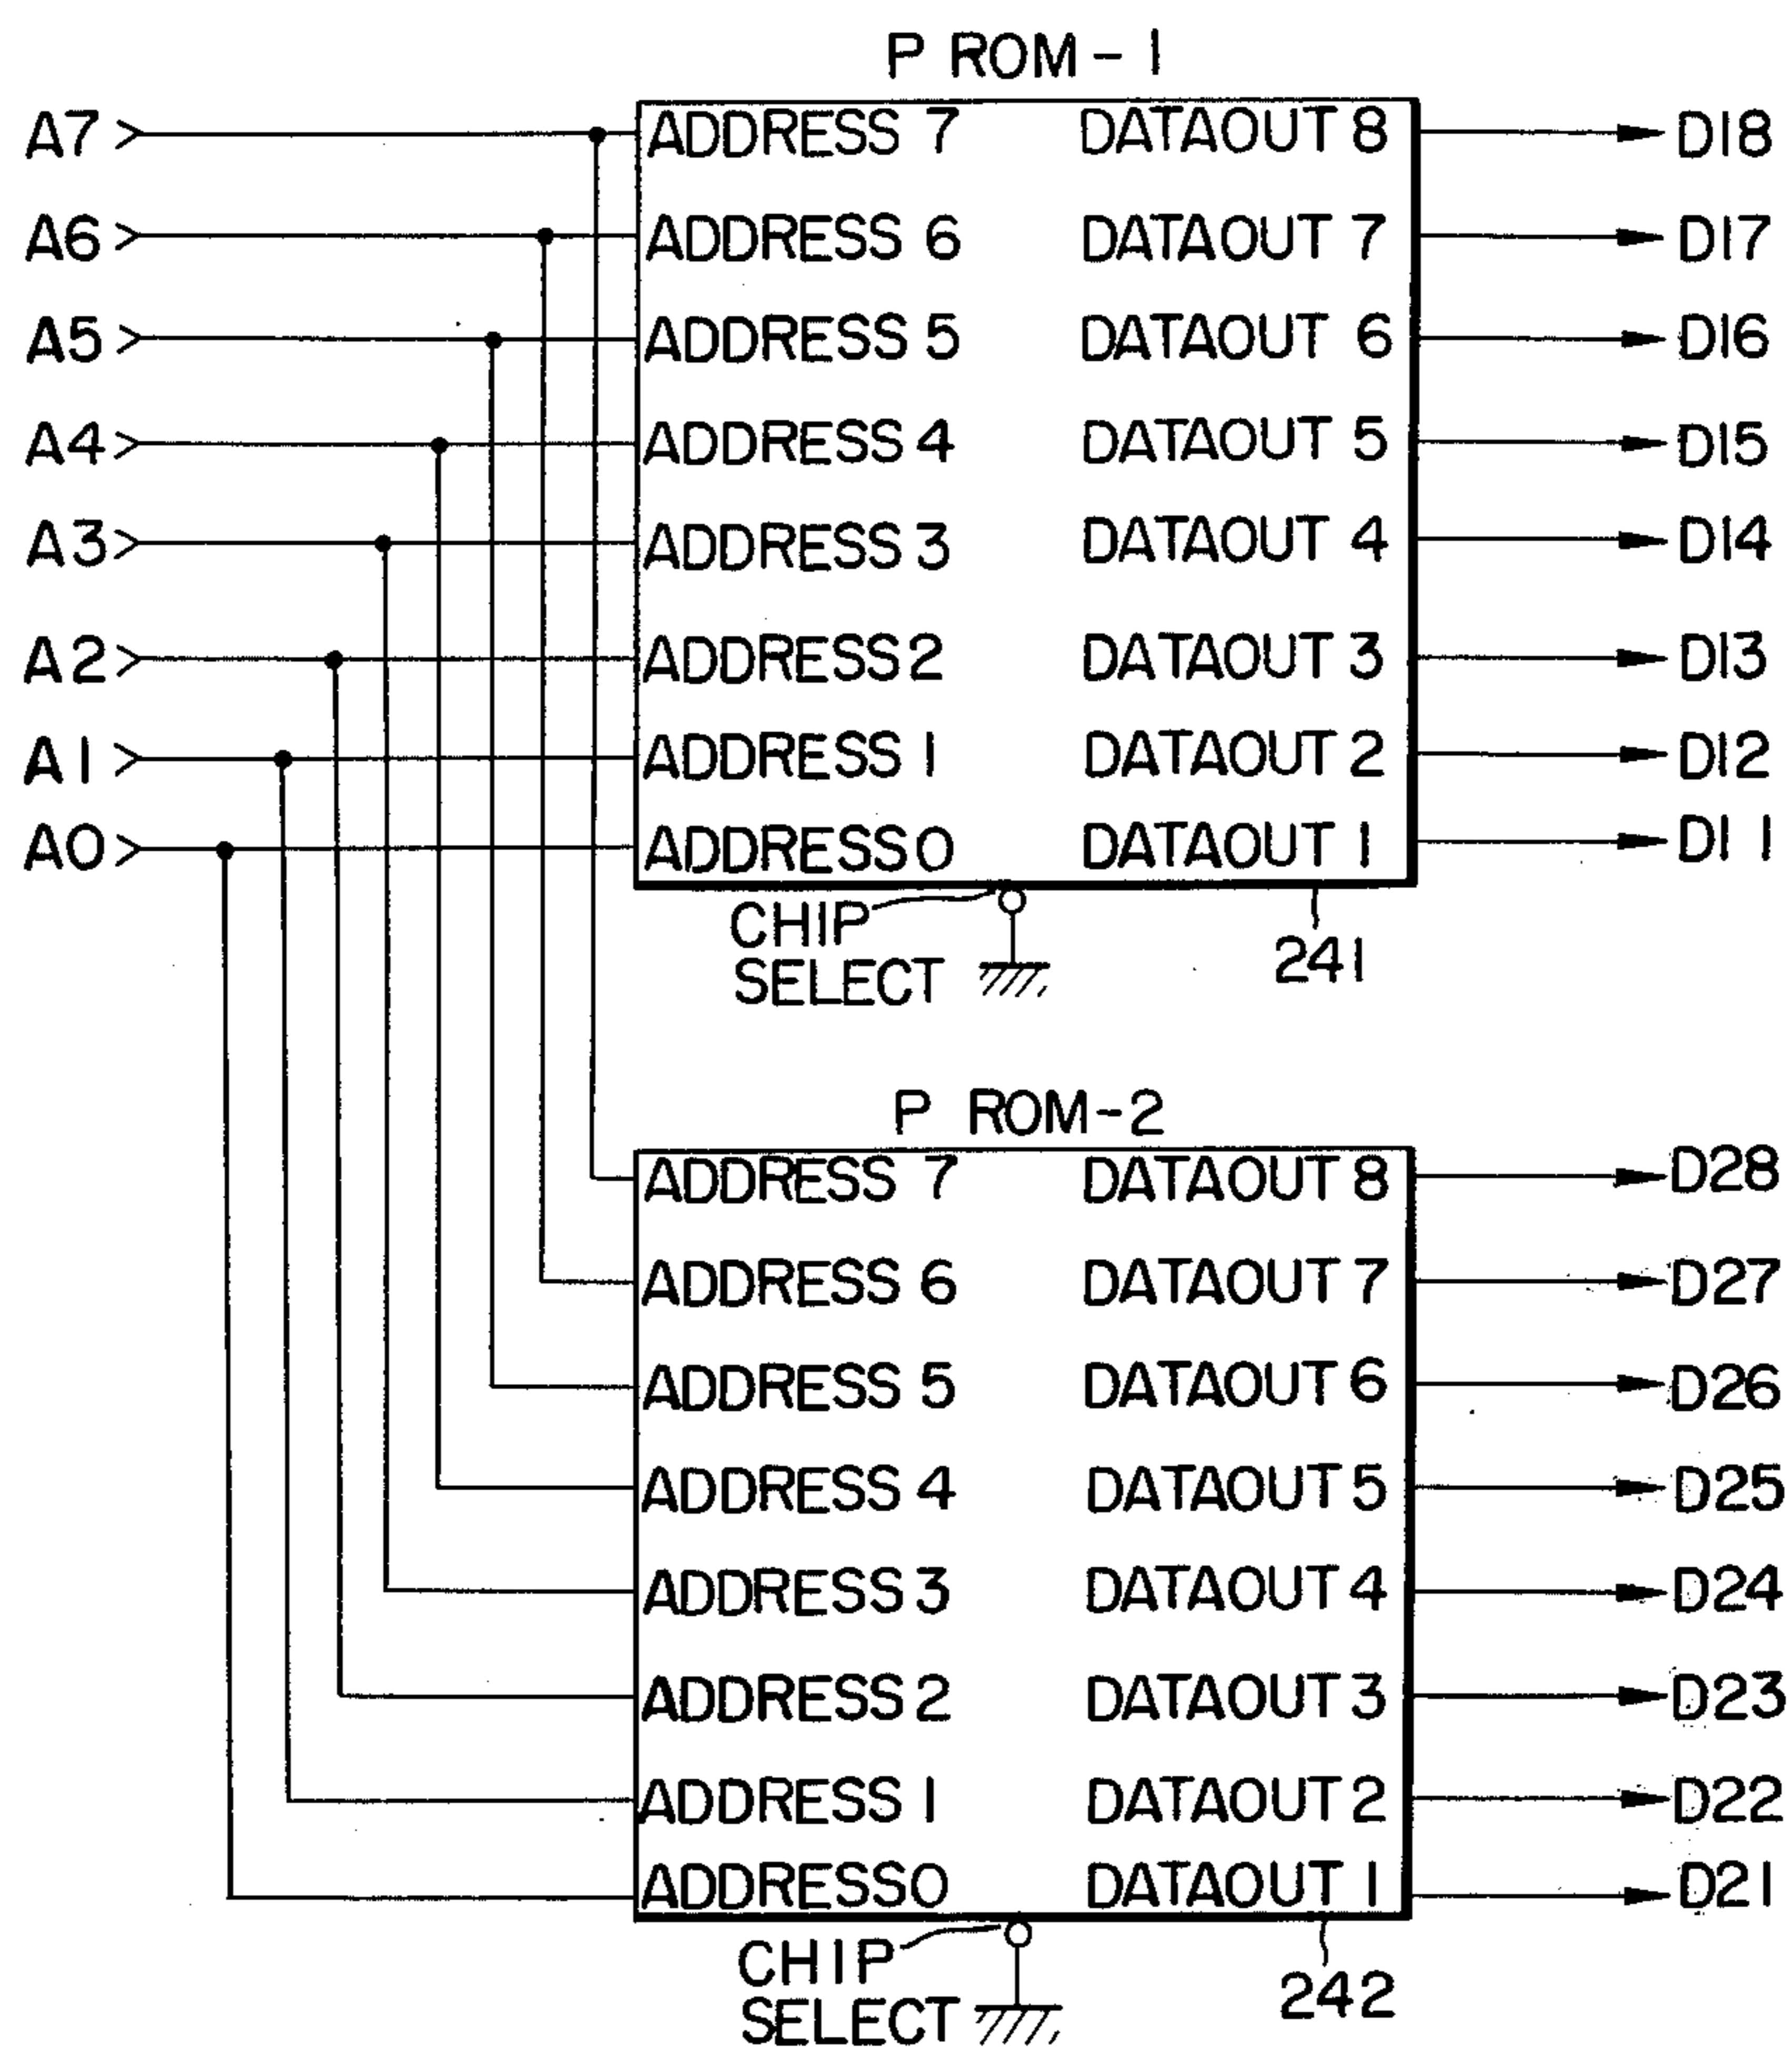 P ROM-1
A7 ADDRESS 7 DATAOUT 8 D18
A6 ADDRESS 6 DATAOUT 7 D17
A5 ADDRESS 5 DATAOUT 6 D16
A4 ADDRESS 4 DATAOUT 5 D15
A3 ADDRESS 3 DATAOUT 4 D14
A2 ADDRESS 2 DATAOUT 3 D13
A1 ADDRESS 1 DATAOUT 2 D12
A0 ADDRESS 0 DATAOUT 1 D11
CHIP
SELECT
241
P ROM-2
ADDRESS 7 DATAOUT 8 D28
ADDRESS 6 DATAOUT 7 D27
ADDRESS 5 DATAOUT 6 D26
ADDRESS 4 DATAOUT 5 D25
ADDRESS 3 DATAOUT 4 D24
ADDRESS 2 DATAOUT 3 D23
ADDRESS 1 DATAOUT 2 D22
ADDRESS 0 DATAOUT 1 D21
CHIP
SELECT
242